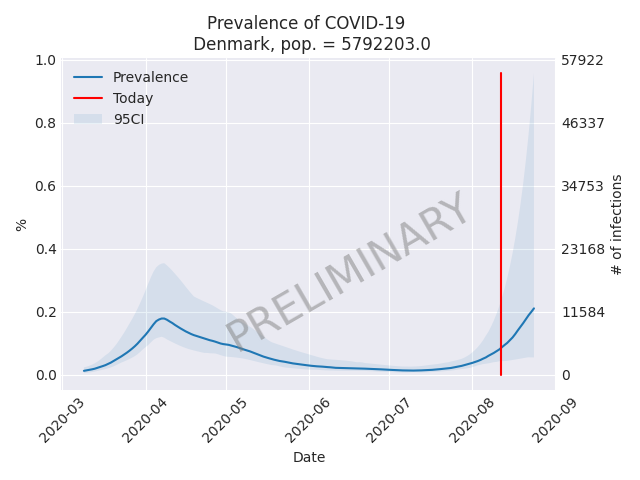 Prevalence of COVID-19
Denmark, pop. = 5792203.0
1.0
0.8
0.6
0.4
0.2
0.0
%
57922
46337
34753
23168
11584
0
# of infections
Prevalence
Today
95CI
PRELIMINARY
2020-03
2020-04
2020-05
2020-06
2020-07
2020-08
2020-09
Date